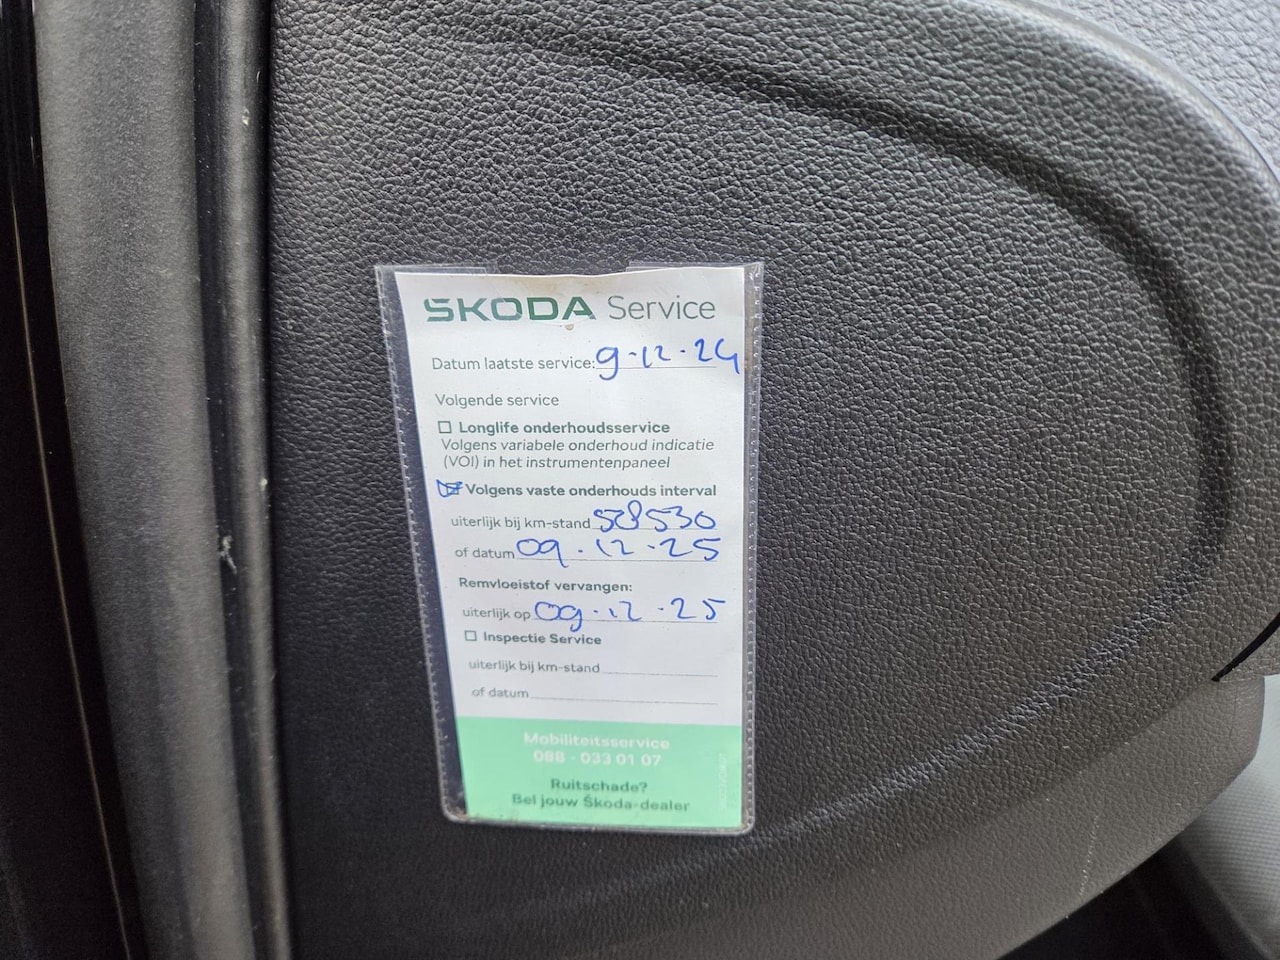 ŠKODA Service
Datum laatste service: 9-12-24
Volgende service
Longlife onderhoudsservice
Volgens variabele onderhoud indicatie
(VOI) in het instrumentenpaneel
Volgens vaste onderhouds interval
uiterlijk bij km-stand 528530
of datum 09-12-25
Remvloeistof vervangen:
uiterlijk op 09-12-25
Inspectie Service
uiterlijk bij km-stand
of datum
Mobiliteitsservice
088 - 033 01 07
Ruitschade?
Bel jouw Škoda-dealer